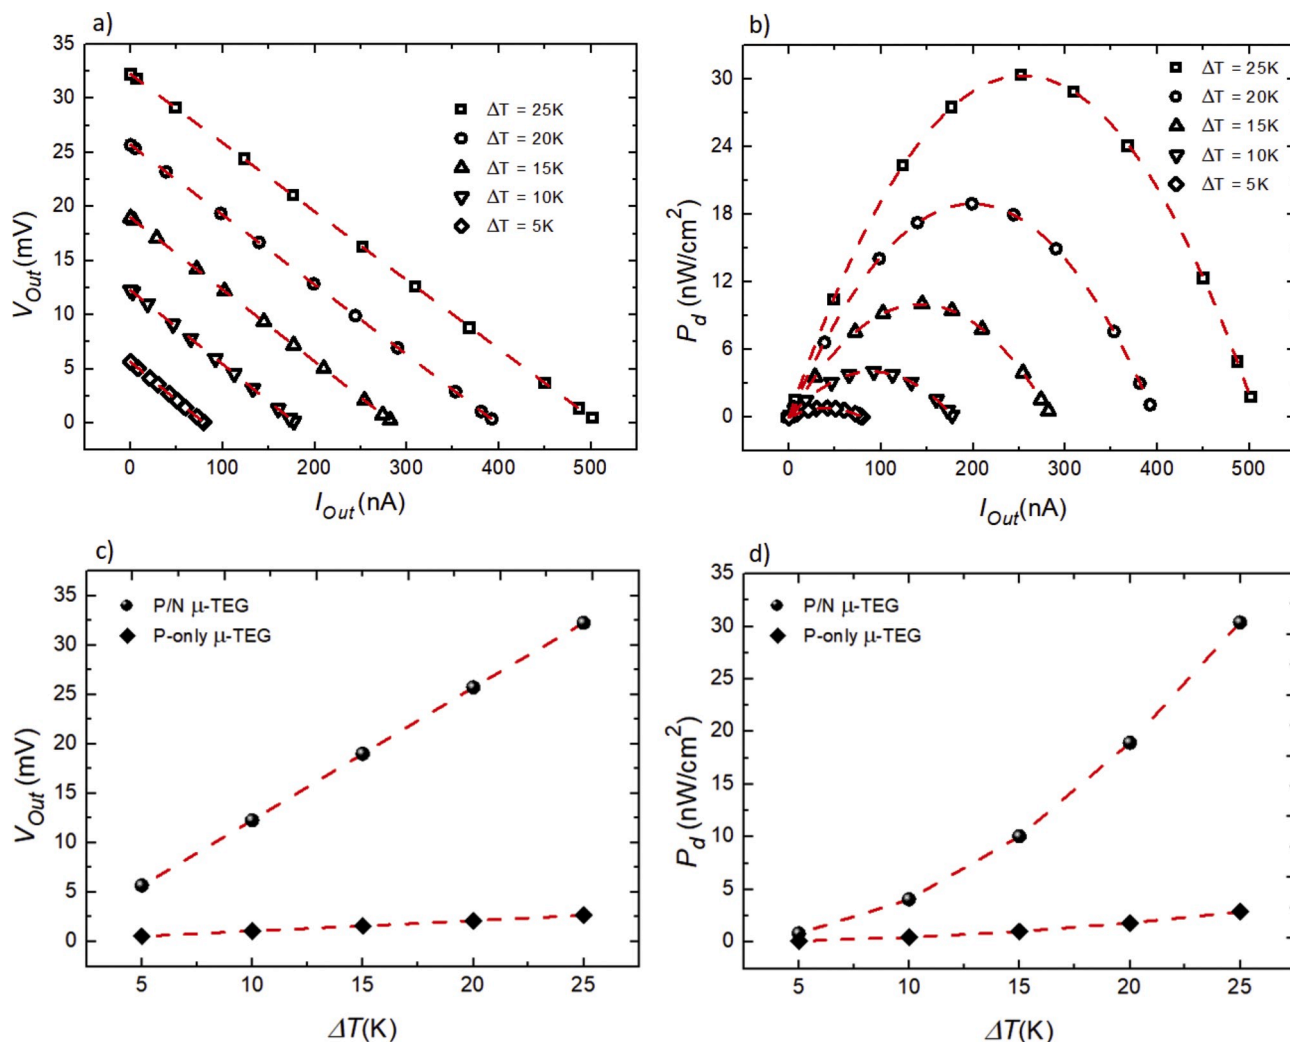 a)
35
30
25
20
15
10
5
0
V_Out (mV)
ΔT = 25K
ΔT = 20K
ΔT = 15K
ΔT = 10K
ΔT = 5K
0 100 200 300 400 500
I_Out(nA)
b)
30
24
18
12
6
0
P_d (nW/cm²)
ΔT = 25K
ΔT = 20K
ΔT = 15K
ΔT = 10K
ΔT = 5K
0 100 200 300 400 500
I_Out(nA)
c)
35
30
25
20
15
10
5
0
V_Out (mV)
P/N μ-TEG
P-only μ-TEG
5 10 15 20 25
ΔT(K)
d)
35
30
25
20
15
10
5
0
P_d (nW/cm²)
P/N μ-TEG
P-only μ-TEG
5 10 15 20 25
ΔT(K)